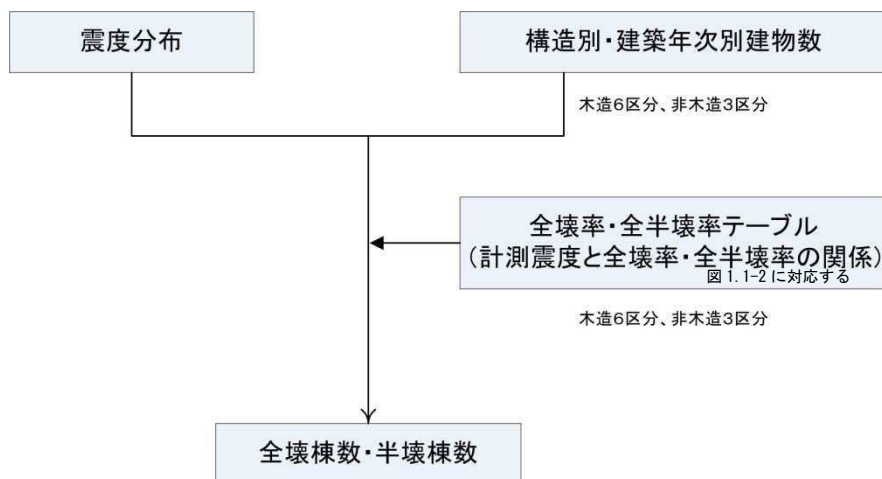 震度分布
構造別・建築年次別建物数
木造6区分、非木造3区分
全壊率・全半壊率テーブル
(計測震度と全壊率・全半壊率の関係)
図1.1-2に対応する
木造6区分、非木造3区分
全壊棟数・半壊棟数